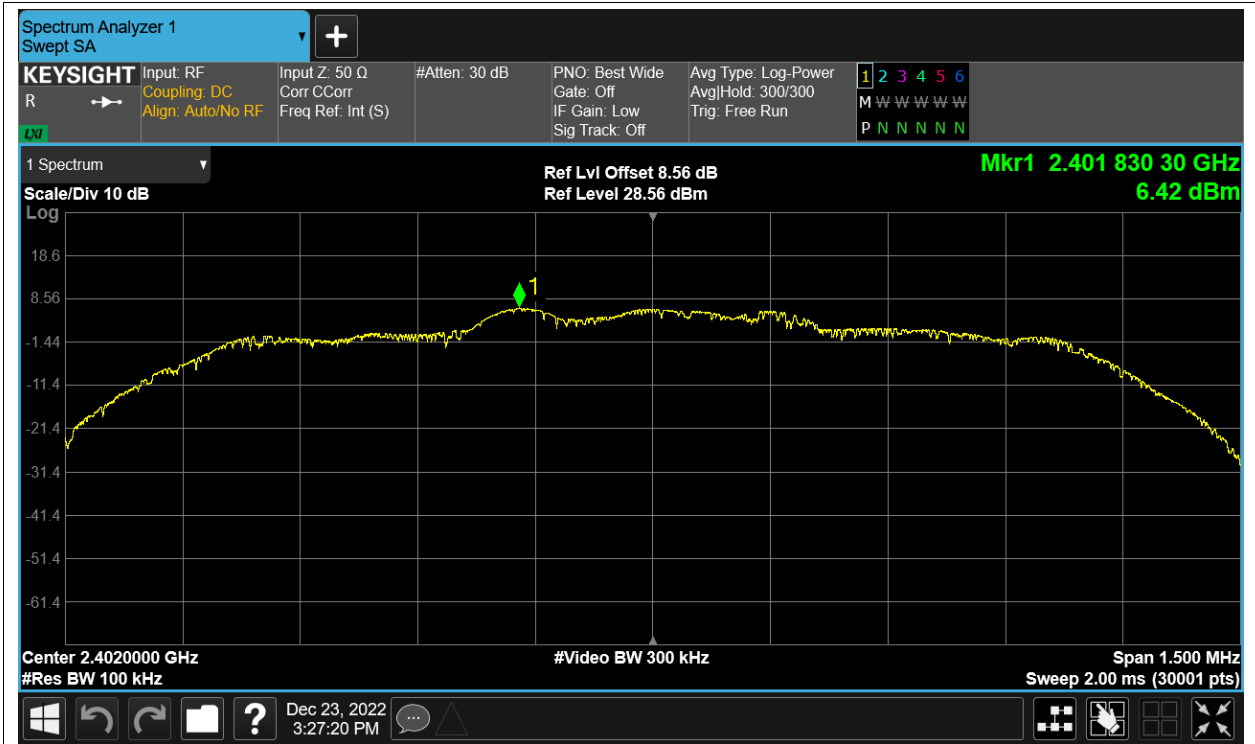 Spectrum Analyzer 1
Swept SA
KEYSIGHT
R
LXI
Input: RF
Coupling: DC
Align: Auto/No RF
Input Z: 50 Ω
Corr CCorr
Freq Ref: Int (S)
#Atten: 30 dB
PNO: Best Wide
Gate: Off
IF Gain: Low
Sig Track: Off
Avg Type: Log-Power
Avg|Hold: 300/300
Trig: Free Run
1 2 3 4 5 6
M W W W W W
P N N N N N
1 Spectrum
Scale/Div 10 dB
Log
Ref Lvl Offset 8.56 dB
Ref Level 28.56 dBm
Mkr1 2.401 830 30 GHz
6.42 dBm
1
18.6
8.56
-1.44
-11.4
-21.4
-31.4
-41.4
-51.4
-61.4
Center 2.4020000 GHz
#Res BW 100 kHz
#Video BW 300 kHz
Span 1.500 MHz
Sweep 2.00 ms (30001 pts)
?
Dec 23, 2022
3:27:20 PM